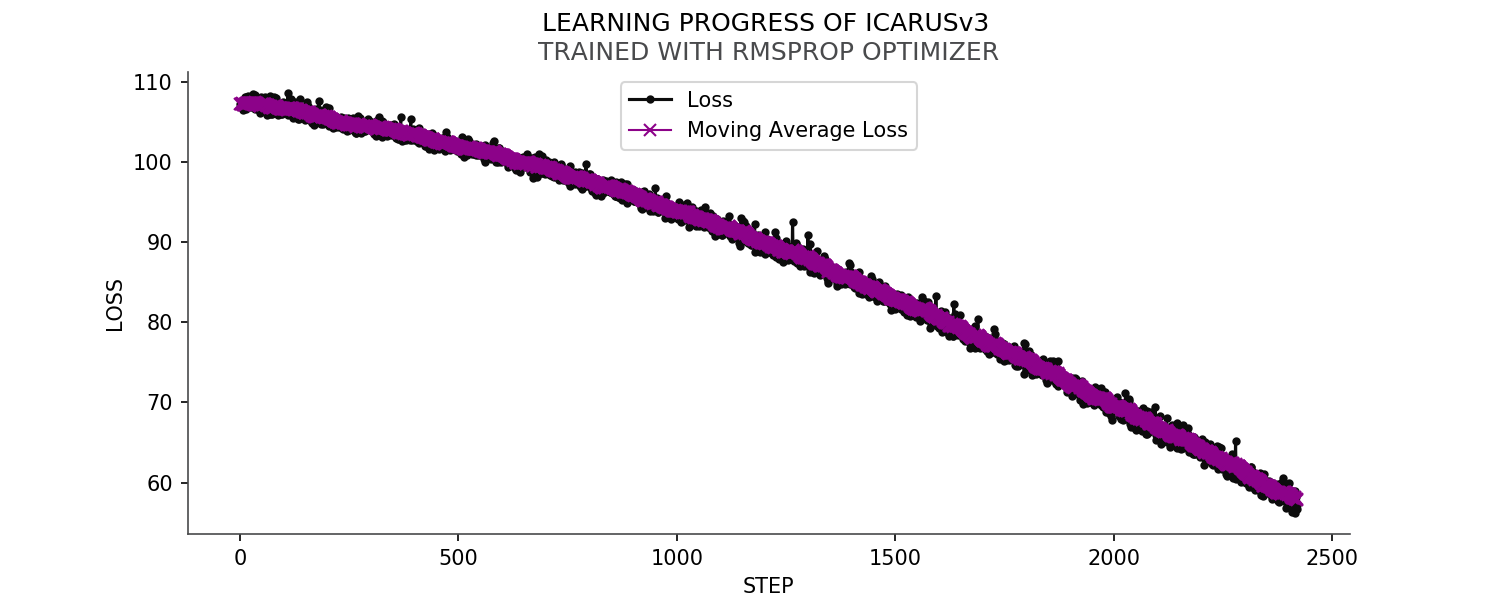 LEARNING PROGRESS OF ICARUSv3
TRAINED WITH RMSPROP OPTIMIZER
Loss
Moving Average Loss
110
100
90
80
70
60
LOSS
0 500 1000 1500 2000 2500
STEP